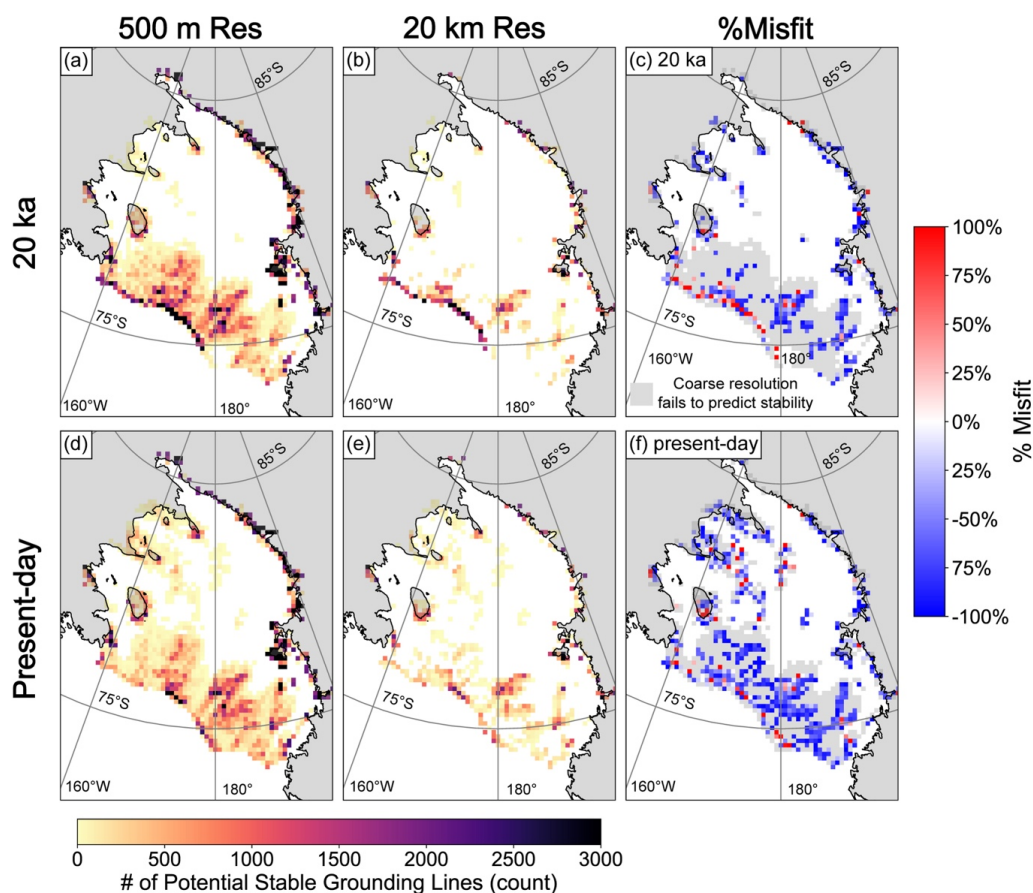 500 m Res
20 km Res
%Misfit
20 ka
(a)
85°S
75°S
160°W
180°
(b)
85°S
75°S
160°W
180°
(c) 20 ka
85°S
75°S
160°W
180°
Coarse resolution
fails to predict stability
Present-day
(d)
85°S
75°S
160°W
180°
(e)
85°S
75°S
160°W
180°
(f) present-day
85°S
75°S
160°W
180°
100%
75%
50%
25%
0%
25%
-50%
75%
-100%
% Misfit
0 500 1000 1500 2000 2500 3000
# of Potential Stable Grounding Lines (count)